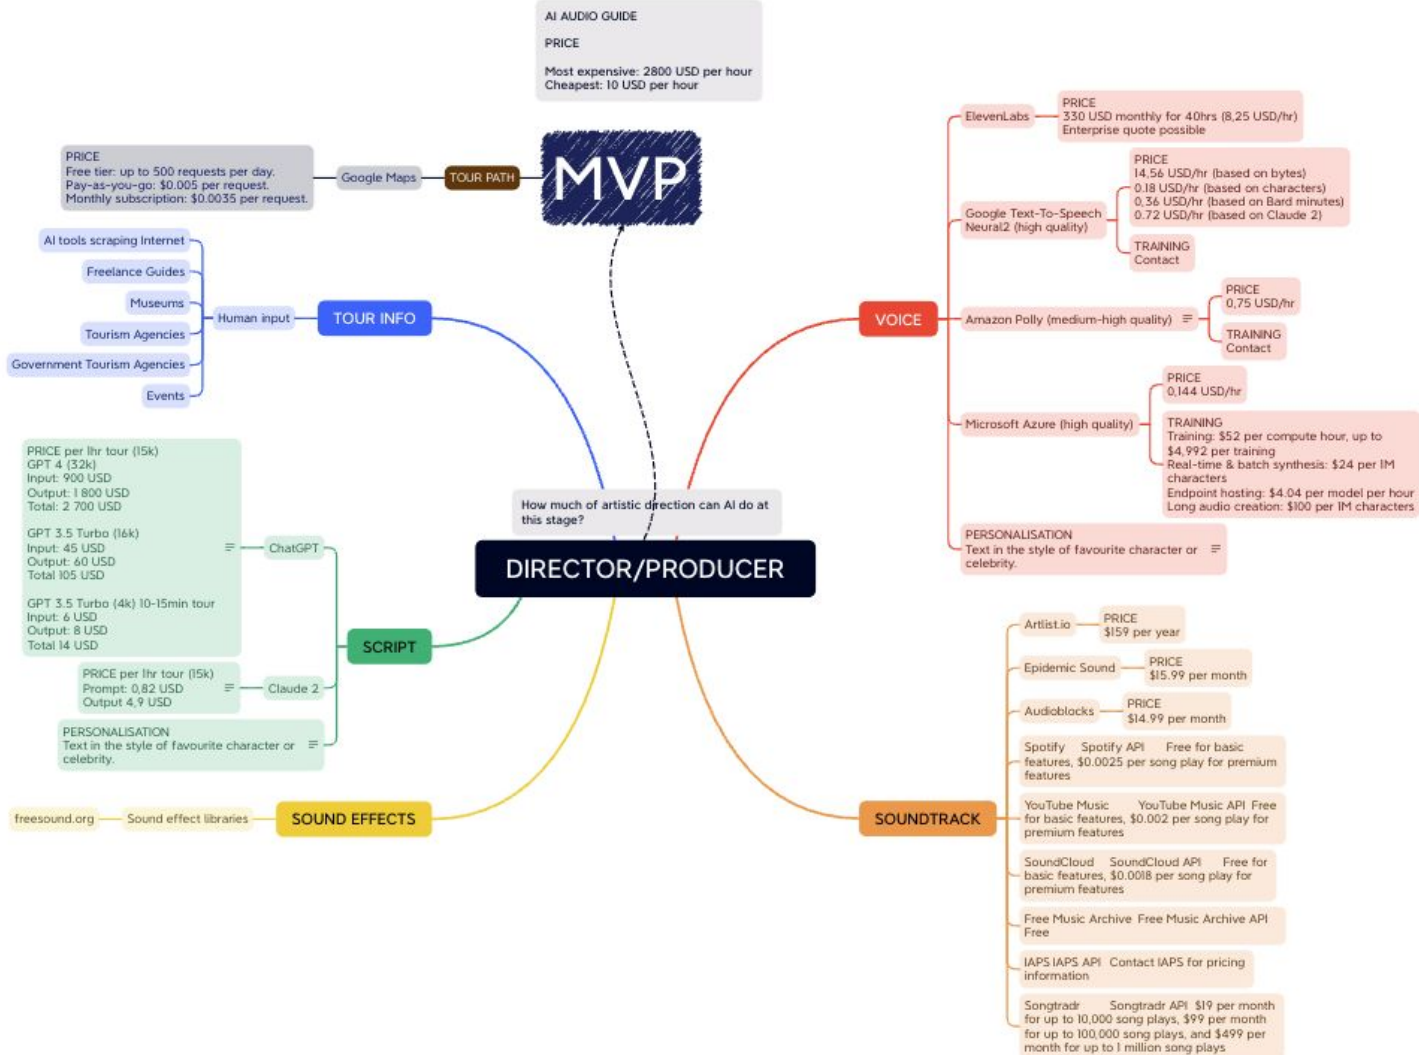 AI AUDIO GUIDE
PRICE
Most expensive: 2800 USD per hour
Cheapest: 10 USD per hour
MVP
TOUR PATH
Google Maps
PRICE
Free tier: up to 500 requests per day.
Pay-as-you-go: $0.005 per request.
Monthly subscription: $0.0035 per request.
TOUR INFO
Human input
AI tools scraping Internet
Freelance Guides
Museums
Tourism Agencies
Government Tourism Agencies
Events
How much of artistic direction can AI do at
this stage?
DIRECTOR/PRODUCER
SCRIPT
ChatGPT
PRICE per 1hr tour (15k)
GPT 4 (32k)
Input: 900 USD
Output: 1 800 USD
Total: 2 700 USD
GPT 3.5 Turbo (16k)
Input: 45 USD
Output: 60 USD
Total 105 USD
GPT 3.5 Turbo (4k) 10-15min tour
Input: 6 USD
Output: 8 USD
Total 14 USD
Claude 2
PRICE per 1hr tour (15k)
Prompt: 0,82 USD
Output 4,9 USD
PERSONALISATION
Text in the style of favourite character or
celebrity.
SOUND EFFECTS
Sound effect libraries
freesound.org
VOICE
ElevenLabs
PRICE
330 USD monthly for 40hrs (8,25 USD/hr)
Enterprise quote possible
Google Text-To-Speech
Neural2 (high quality)
PRICE
14,56 USD/hr (based on bytes)
0.18 USD/hr (based on characters)
0,36 USD/hr (based on Bard minutes)
0.72 USD/hr (based on Claude 2)
TRAINING
Contact
Amazon Polly (medium-high quality)
PRICE
0,75 USD/hr
TRAINING
Contact
Microsoft Azure (high quality)
PRICE
0,144 USD/hr
TRAINING
Training: $52 per compute hour, up to
$4,992 per training
Real-time & batch synthesis: $24 per 1M
characters
Endpoint hosting: $4.04 per model per hour
Long audio creation: $100 per 1M characters
PERSONALISATION
Text in the style of favourite character or
celebrity.
SOUNDTRACK
Artlist.io
PRICE
$159 per year
Epidemic Sound
PRICE
$15.99 per month
Audioblocks
PRICE
$14.99 per month
Spotify Spotify API Free for basic
features, $0.0025 per song play for premium
features
YouTube Music YouTube Music API Free
for basic features, $0.002 per song play for
premium features
SoundCloud SoundCloud API Free for
basic features, $0.0018 per song play for
premium features
Free Music Archive Free Music Archive API
Free
IAPS IAPS API Contact IAPS for pricing
information
Songtradr Songtradr API $19 per month
for up to 10,000 song plays, $99 per month
for up to 100,000 song plays, and $499 per
month for up to 1 million song plays